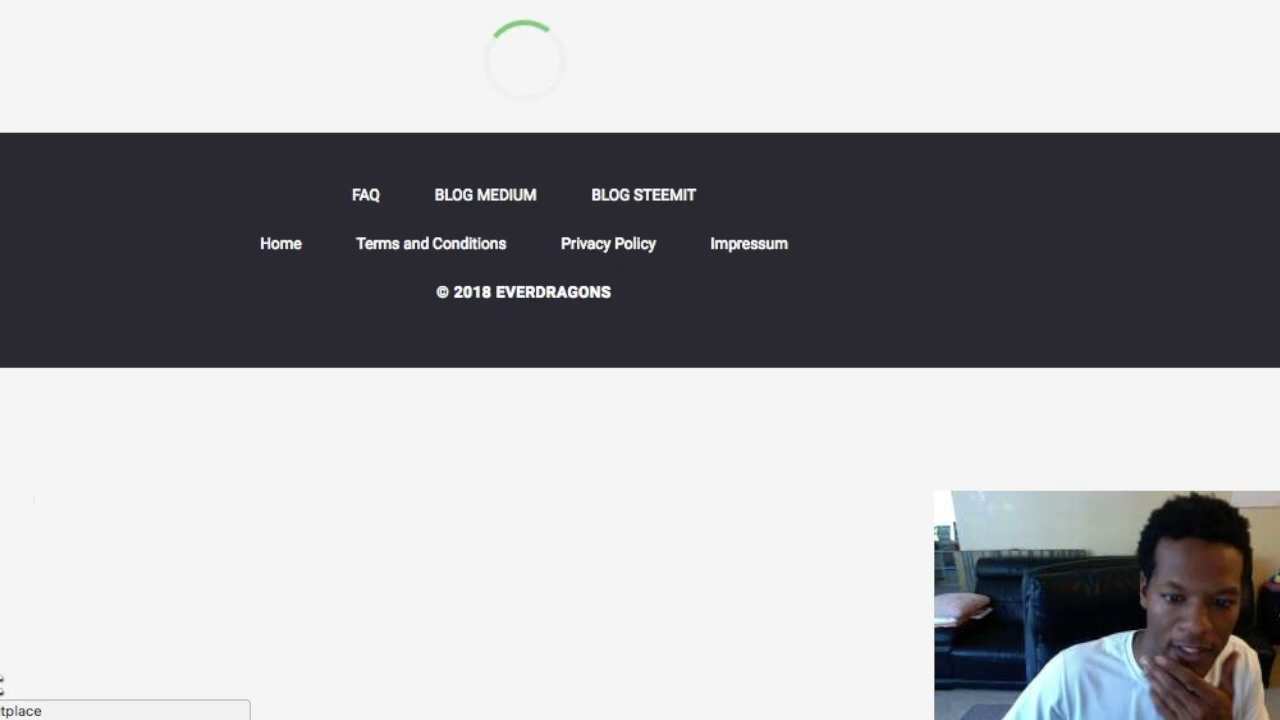 FAQ BLOG MEDIUM BLOG STEEMIT
Home Terms and Conditions Privacy Policy Impressum
© 2018 EVERDRAGONS
tplace